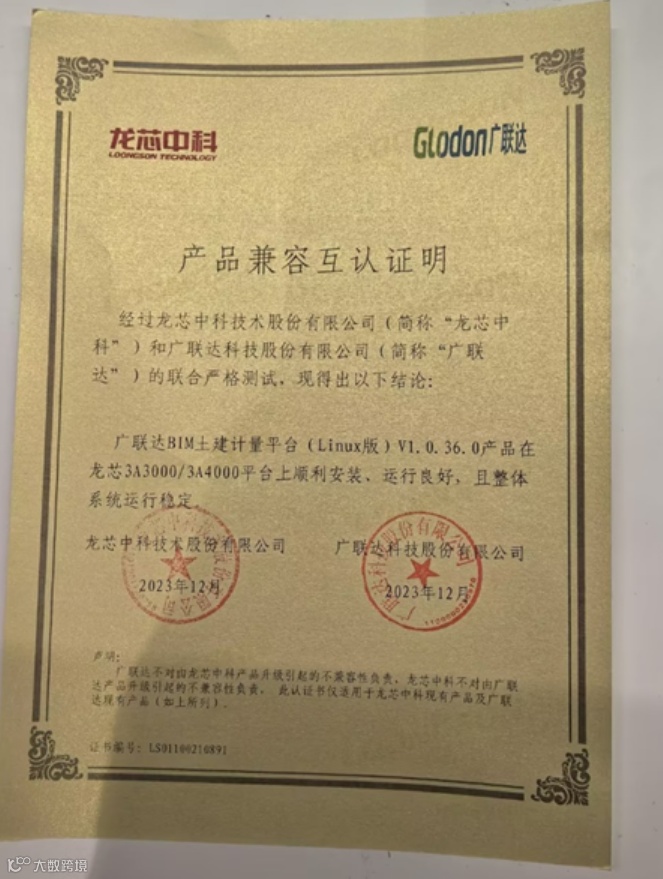 龙芯中科
LOONGSON TECHNOLOGY
Glodon广联达
产品兼容互认证明
经过龙芯中科技术股份有限公司（简称“龙芯中
科”）和广联达科技股份有限公司（简称“广联
达”）的联合严格测试，现得出以下结论：
广联达BIM土建计量平台（Linux版）V1.0.36.0产品在
龙芯3A3000/3A4000平台上顺利安装、运行良好，且整体
系统运行稳定。
龙芯中科技术股份有限公司
广联达科技股份有限公司
2023年12月
2023年12月
广联达科技股份有限公司
声明：
广联达不对由龙芯中科产品升级引起的不兼容性负责，龙芯中科不对由广联
达产品升级引起的不兼容性负责。此认证书仅适用于龙芯中科现有产品及广联
达现有产品（如上所列）。
证书编号：LS01100210891
大数跨境